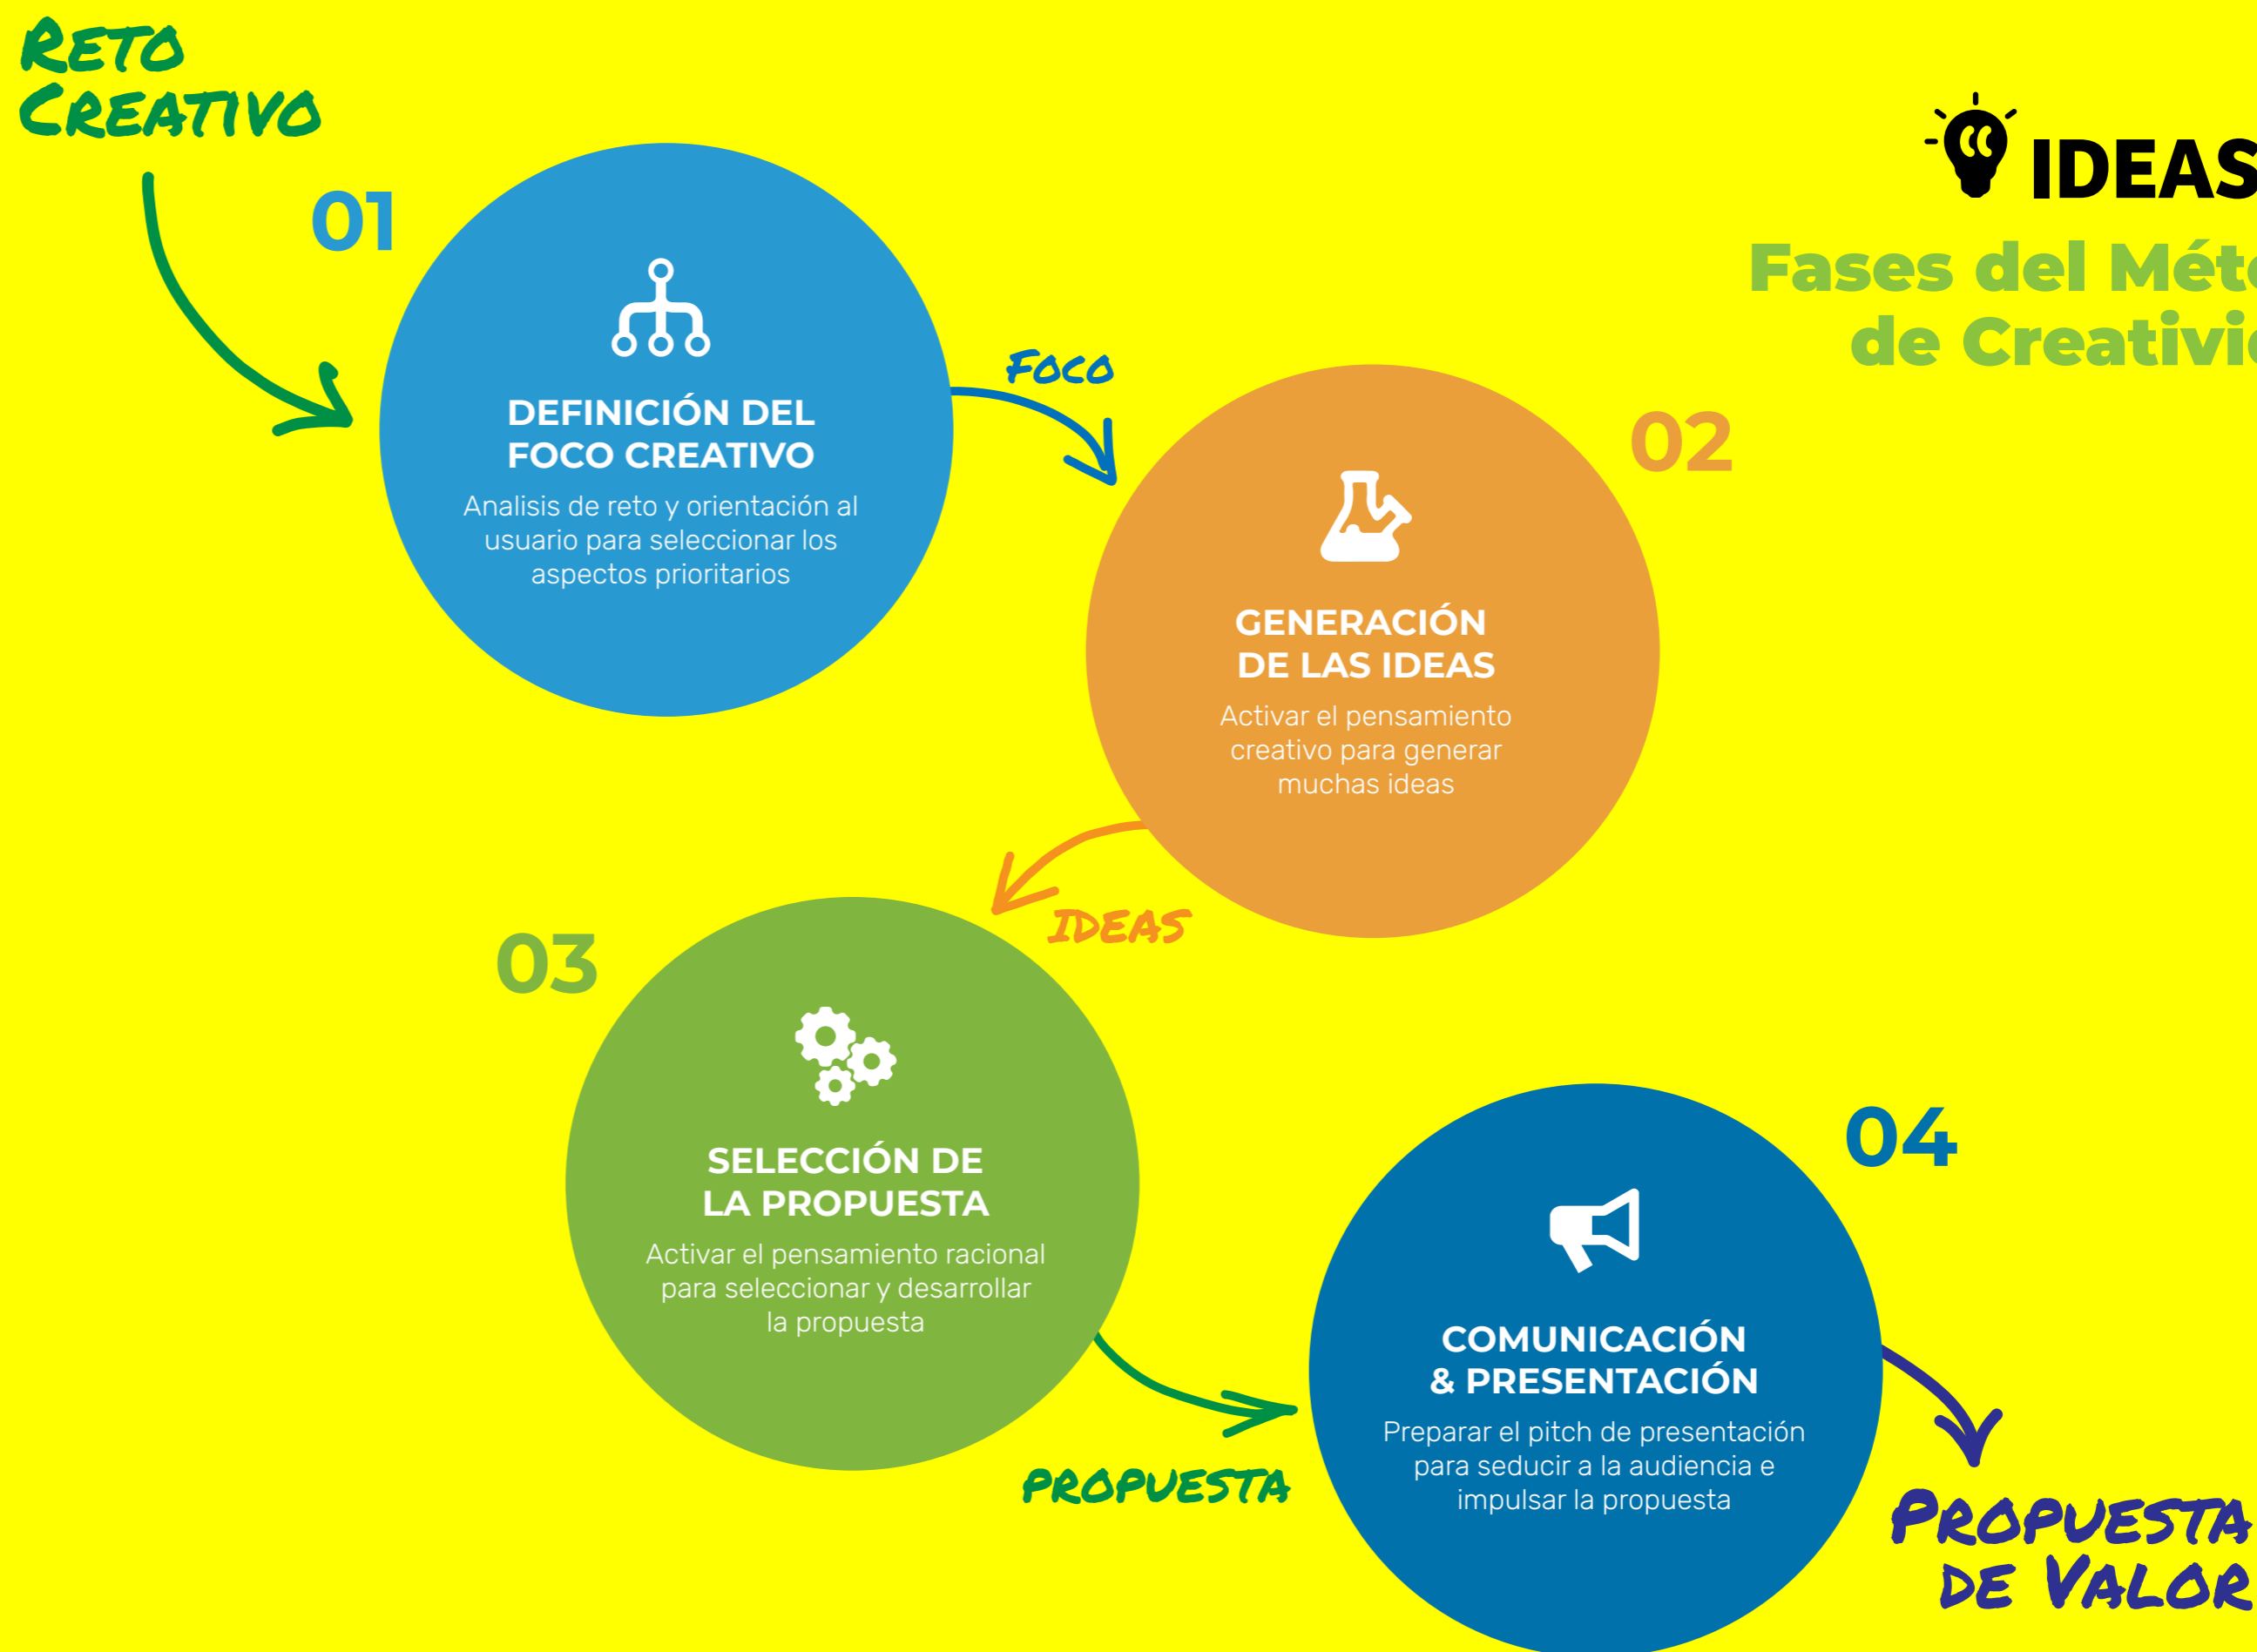 RETO
CREATIVO
IDEAS
Fases del
de
01
DEFINICIÓN DEL
FOCO CREATIVO
Analisis de reto y orientación al
usuario para seleccionar los
aspectos prioritarios
FOCO
02
GENERACIÓN
DE LAS IDEAS
Activar el pensamiento
creativo para generar
muchas ideas
IDEAS
03
SELECCIÓN DE
LA PROPUESTA
Activar el pensamiento racional
para seleccionar y desarrollar
la propuesta
PROPUESTA
04
COMUNICACIÓN
& PRESENTACIÓN
Preparar el pitch de presentación
para seducir a la audiencia e
impulsar la propuesta
PROPUESTA
DE VALOR